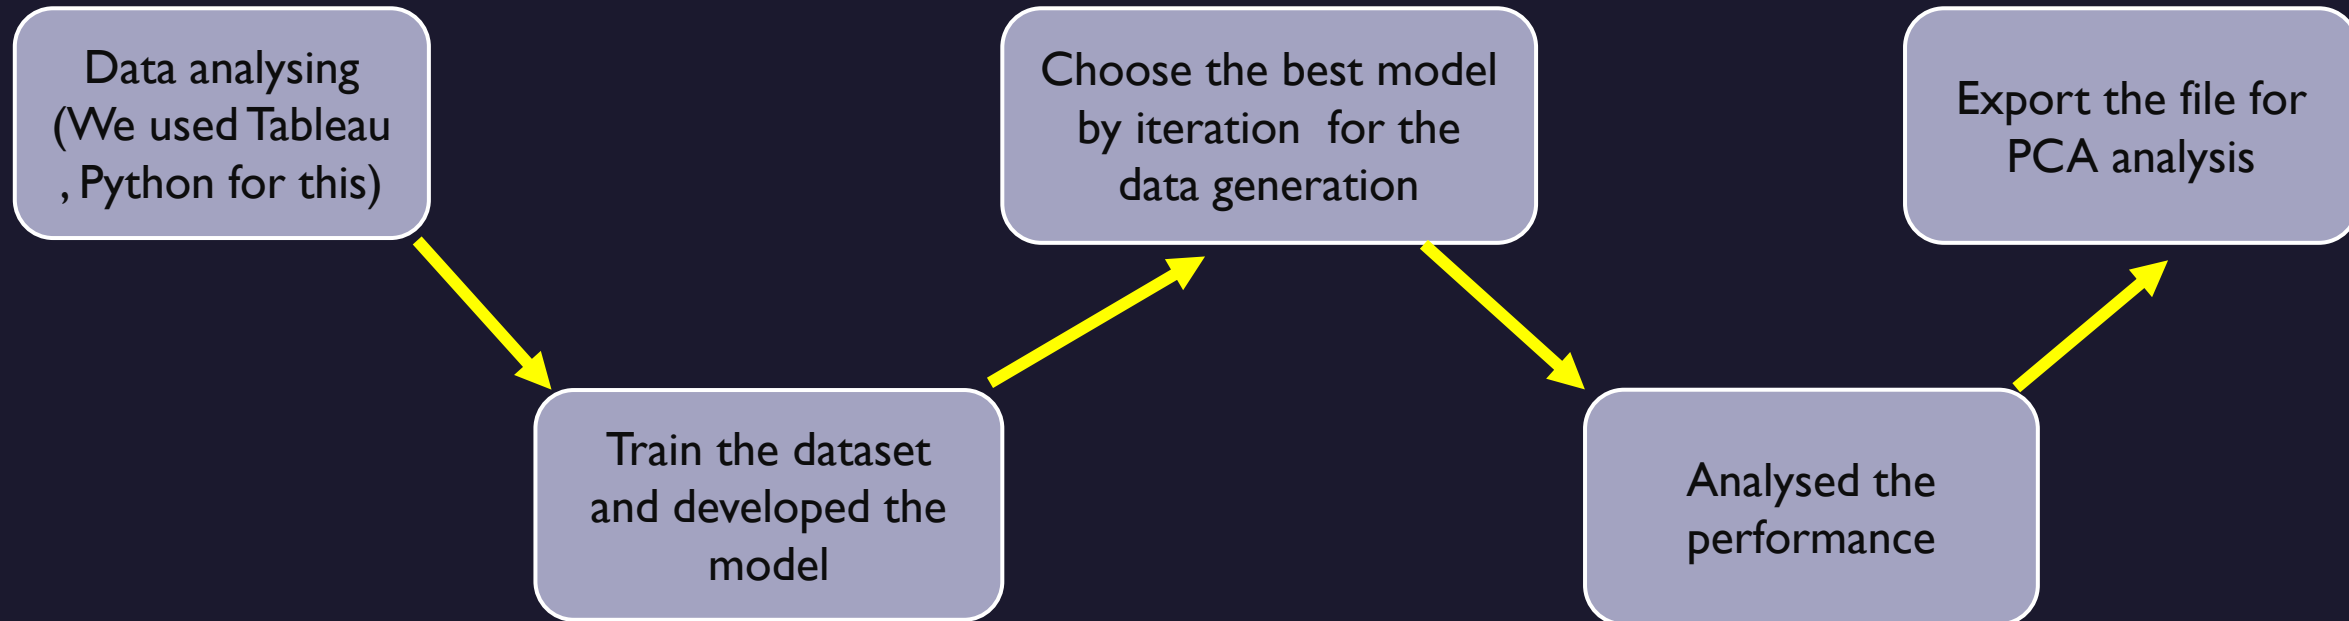 Data analysing
(We used Tableau
, Python for this)
Train the dataset
and developed the
model
Choose the best model
by iteration  for the
data generation
Analysed the
performance
Export the file for
PCA analysis